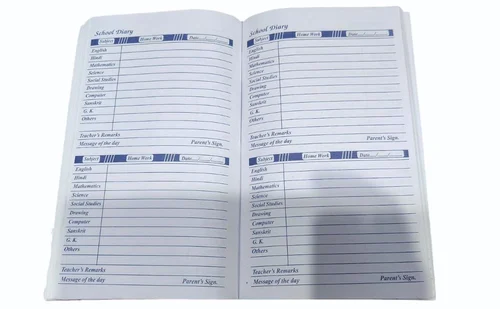 School Diary
Subject Home Work Date
English
Hindi
Mathematics
Science
Social Studies
Drawing
Computer
Sanskrit
G. K.
Others
Teacher's Remarks
Message of the day Parent's Sign.
Subject Home Work Date
English
Hindi
Mathematics
Science
Social Studies
Drawing
Computer
Sanskrit
G. K.
Others
Teacher's Remarks
Message of the day Parent's Sign.
School Diary
Subject Home Work Date
English
Hindi
Mathematics
Science
Social Studies
Drawing
Computer
Sanskrit
G. K.
Others
Teacher's Remarks
Message of the day Parent's Sign.
Subject Home Work Date
English
Hindi
Mathematics
Science
Social Studies
Drawing
Computer
Sanskrit
G. K.
Others
Teacher's Remarks
Message of the day Parent's Sign.